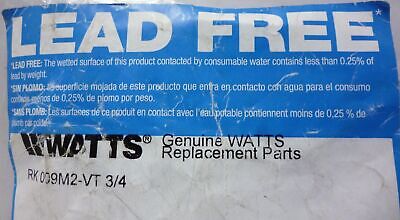 LEAD FREE*
*LEAD FREE: The wetted surface of this product contacted by consumable water contains less than 0.25% of
lead by weight.
*SIN PLOMO: La superficie mojada de este producto que entra en contacto con agua para el consumo
contiene menos de 0.25% de plomo por peso.
*SANS PLOMB: Les surfaces de ce produit en contact avec l'eau potable contiennent moins de 0,25 %
de plomb par poids.
WATTS® Genuine WATTS
Replacement Parts
RK 009M2-VT 3/4